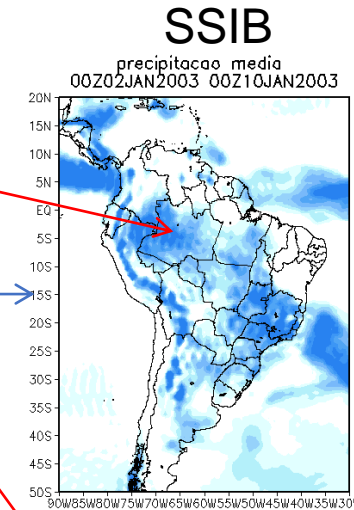 SSIB
precipitacao media
00Z02JAN2003 00Z10JAN2003
20N
15N
10N
5N
EQ
5S
10S
15S
20S
25S
30S
35S
40S
45S
50S
90W85W80W75W70W65W60W55W50W45W40W35W30W